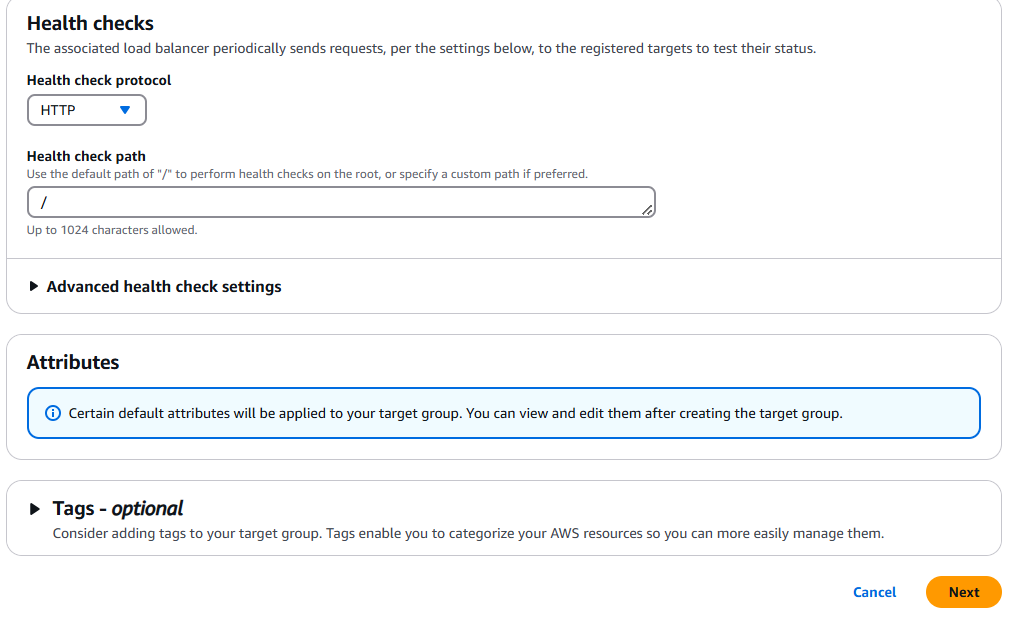 Health checks
The associated load balancer periodically sends requests, per the settings below, to the registered targets to test their status.
Health check protocol
HTTP
Health check path
Use the default path of "/" to perform health checks on the root, or specify a custom path if preferred.
/
Up to 1024 characters allowed.
Advanced health check settings
Attributes
Certain default attributes will be applied to your target group. You can view and edit them after creating the target group.
Tags - optional
Consider adding tags to your target group. Tags enable you to categorize your AWS resources so you can more easily manage them.
Cancel Next